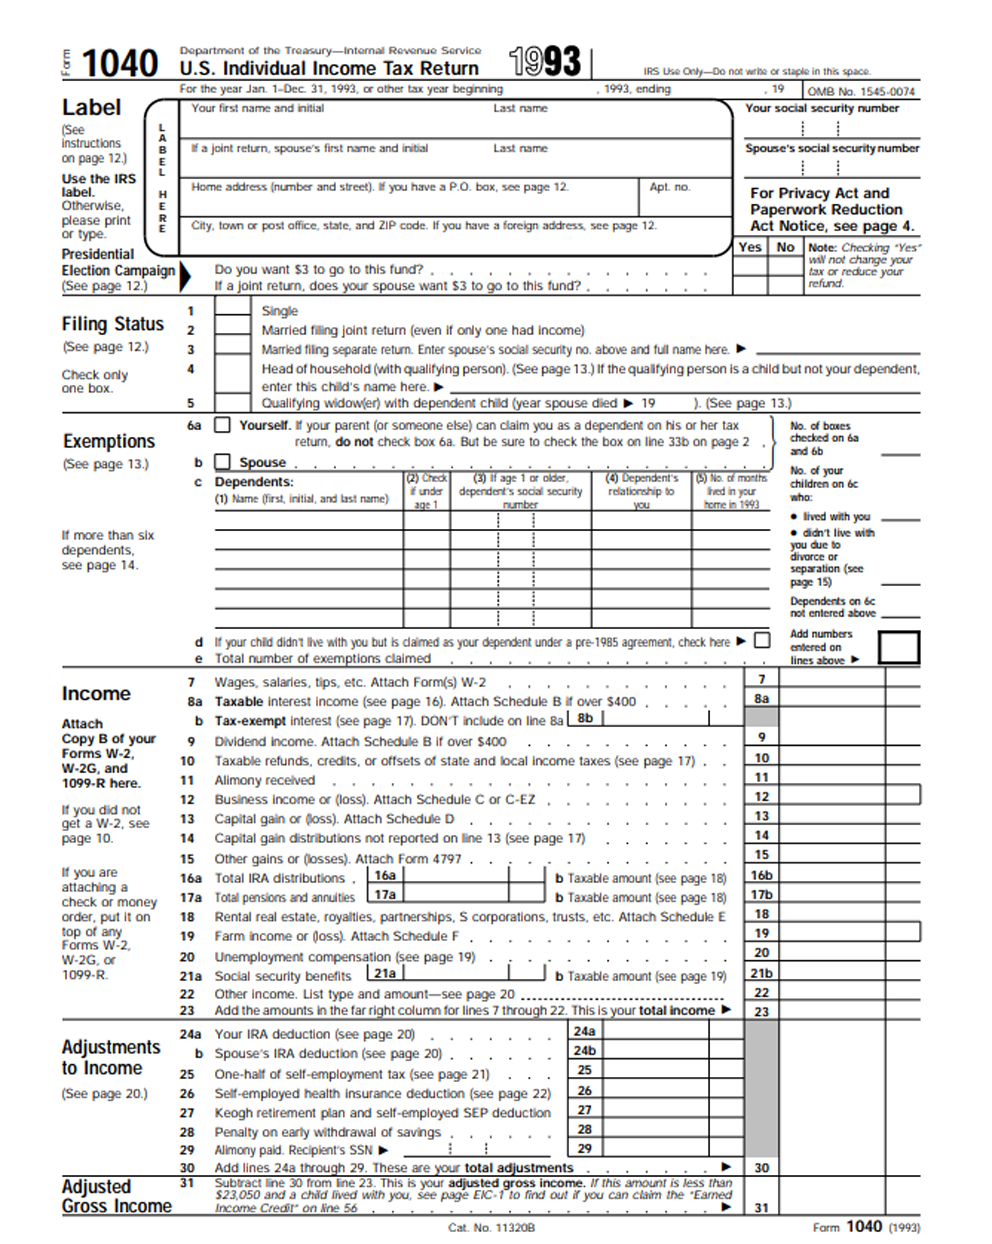 Form 1040 Department of the Treasury—Internal Revenue Service
U.S. Individual Income Tax Return 1993 IRS Use Only—Do not write or staple in this space.
For the year Jan. 1–Dec. 31, 1993, or other tax year beginning , 1993, ending , 19 OMB No. 1545-0074
Label
(See
instructions
on page 12.)
Use the IRS
label.
Otherwise,
please print
or type.
LABEL HERE
Your first name and initial Last name
If a joint return, spouse's first name and initial Last name
Home address (number and street). If you have a P.O. box, see page 12. Apt. no.
City, town or post office, state, and ZIP code. If you have a foreign address, see page 12.
Your social security number
Spouse's social security number
For Privacy Act and
Paperwork Reduction
Act Notice, see page 4.
Presidential
Election Campaign
(See page 12.)
Do you want $3 to go to this fund?
If a joint return, does your spouse want $3 to go to this fund?
Yes No
Note: Checking "Yes"
will not change your
tax or reduce your
refund.
Filing Status
(See page 12.)
Check only
one box.
1 Single
2 Married filing joint return (even if only one had income)
3 Married filing separate return. Enter spouse's social security no. above and full name here. ►
4 Head of household (with qualifying person). (See page 13.) If the qualifying person is a child but not your dependent,
enter this child's name here. ►
5 Qualifying widow(er) with dependent child (year spouse died ► 19 ). (See page 13.)
Exemptions
(See page 13.)
If more than six
dependents,
see page 14.
6a Yourself. If your parent (or someone else) can claim you as a dependent on his or her tax
return, do not check box 6a. But be sure to check the box on line 33b on page 2 .
b Spouse
c Dependents:
(1) Name (first, initial, and last name)
(2) Check
if under
age 1
(3) If age 1 or older,
dependent's social security
number
(4) Dependent's
relationship to
you
(5) No. of months
lived in your
home in 1993
d If your child didn't live with you but is claimed as your dependent under a pre-1985 agreement, check here ►
e Total number of exemptions claimed
No. of boxes
checked on 6a
and 6b
No. of your
children on 6c
who:
• lived with you
• didn't live with
you due to
divorce or
separation (see
page 15)
Dependents on 6c
not entered above
Add numbers
entered on
lines above ►
Income
Attach
Copy B of your
Forms W-2,
W-2G, and
1099-R here.
If you did not
get a W-2, see
page 10.
If you are
attaching a
check or money
order, put it on
top of any
Forms W-2,
W-2G, or
1099-R.
7 Wages, salaries, tips, etc. Attach Form(s) W-2 7
8a Taxable interest income (see page 16). Attach Schedule B if over $400 8a
b Tax-exempt interest (see page 17). DON'T include on line 8a 8b
9 Dividend income. Attach Schedule B if over $400 9
10 Taxable refunds, credits, or offsets of state and local income taxes (see page 17) 10
11 Alimony received 11
12 Business income or (loss). Attach Schedule C or C-EZ 12
13 Capital gain or (loss). Attach Schedule D 13
14 Capital gain distributions not reported on line 13 (see page 17) 14
15 Other gains or (losses). Attach Form 4797 15
16a Total IRA distributions 16a b Taxable amount (see page 18) 16b
17a Total pensions and annuities 17a b Taxable amount (see page 18) 17b
18 Rental real estate, royalties, partnerships, S corporations, trusts, etc. Attach Schedule E 18
19 Farm income or (loss). Attach Schedule F 19
20 Unemployment compensation (see page 19) 20
21a Social security benefits 21a b Taxable amount (see page 19) 21b
22 Other income. List type and amount—see page 20 22
23 Add the amounts in the far right column for lines 7 through 22. This is your total income ► 23
Adjustments
to Income
(See page 20.)
24a Your IRA deduction (see page 20) 24a
b Spouse's IRA deduction (see page 20) 24b
25 One-half of self-employment tax (see page 21) 25
26 Self-employed health insurance deduction (see page 22) 26
27 Keogh retirement plan and self-employed SEP deduction 27
28 Penalty on early withdrawal of savings 28
29 Alimony paid. Recipient's SSN ► 29
30 Add lines 24a through 29. These are your total adjustments ► 30
Adjusted
Gross Income
31 Subtract line 30 from line 23. This is your adjusted gross income. If this amount is less than
$23,050 and a child lived with you, see page EIC-1 to find out if you can claim the "Earned
Income Credit" on line 56 ► 31
Cat. No. 11320B Form 1040 (1993)